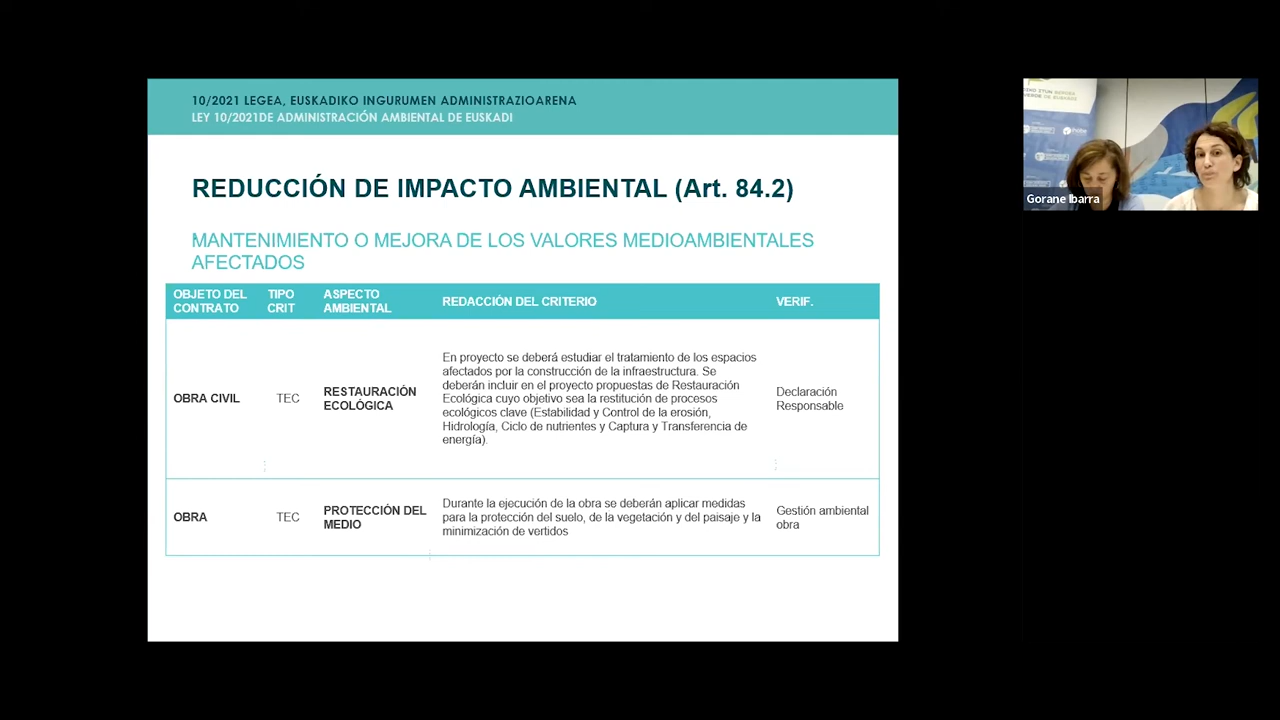 10/2021 LEGEA, EUSKADIKO INGURUMEN ADMINISTRAZIOARENA
LEY 10/2021DE ADMINISTRACIÓN AMBIENTAL DE EUSKADI
REDUCCIÓN DE IMPACTO AMBIENTAL (Art. 84.2)
MANTENIMIENTO O MEJORA DE LOS VALORES MEDIOAMBIENTALES
AFECTADOS
OBJETO DEL
CONTRATO
TIPO
CRIT
ASPECTO
AMBIENTAL
REDACCIÓN DEL CRITERIO
VERIF.
OBRA CIVIL
TEC
RESTAURACIÓN
ECOLÓGICA
En proyecto se deberá estudiar el tratamiento de los espacios
afectados por la construcción de la infraestructura. Se
deberán incluir en el proyecto propuestas de Restauración
Ecológica cuyo objetivo sea la restitución de procesos
ecológicos clave (Estabilidad y Control de la erosión,
Hidrología, Ciclo de nutrientes y Captura y Transferencia de
energía).
Declaración
Responsable
OBRA
TEC
PROTECCIÓN DEL
MEDIO
Durante la ejecución de la obra se deberán aplicar medidas
para la protección del suelo, de la vegetación y del paisaje y la
minimización de vertidos
Gestión ambiental
obra
Gorane Ibarra